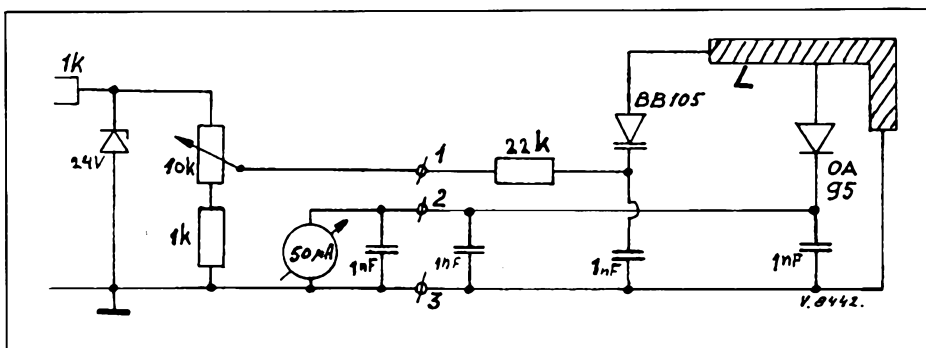 1k
24V
10k
1k
50µA
1nF
1
2
3
1nF
22k
BB105
1nF
L
OA
95
1nF
V.8442.